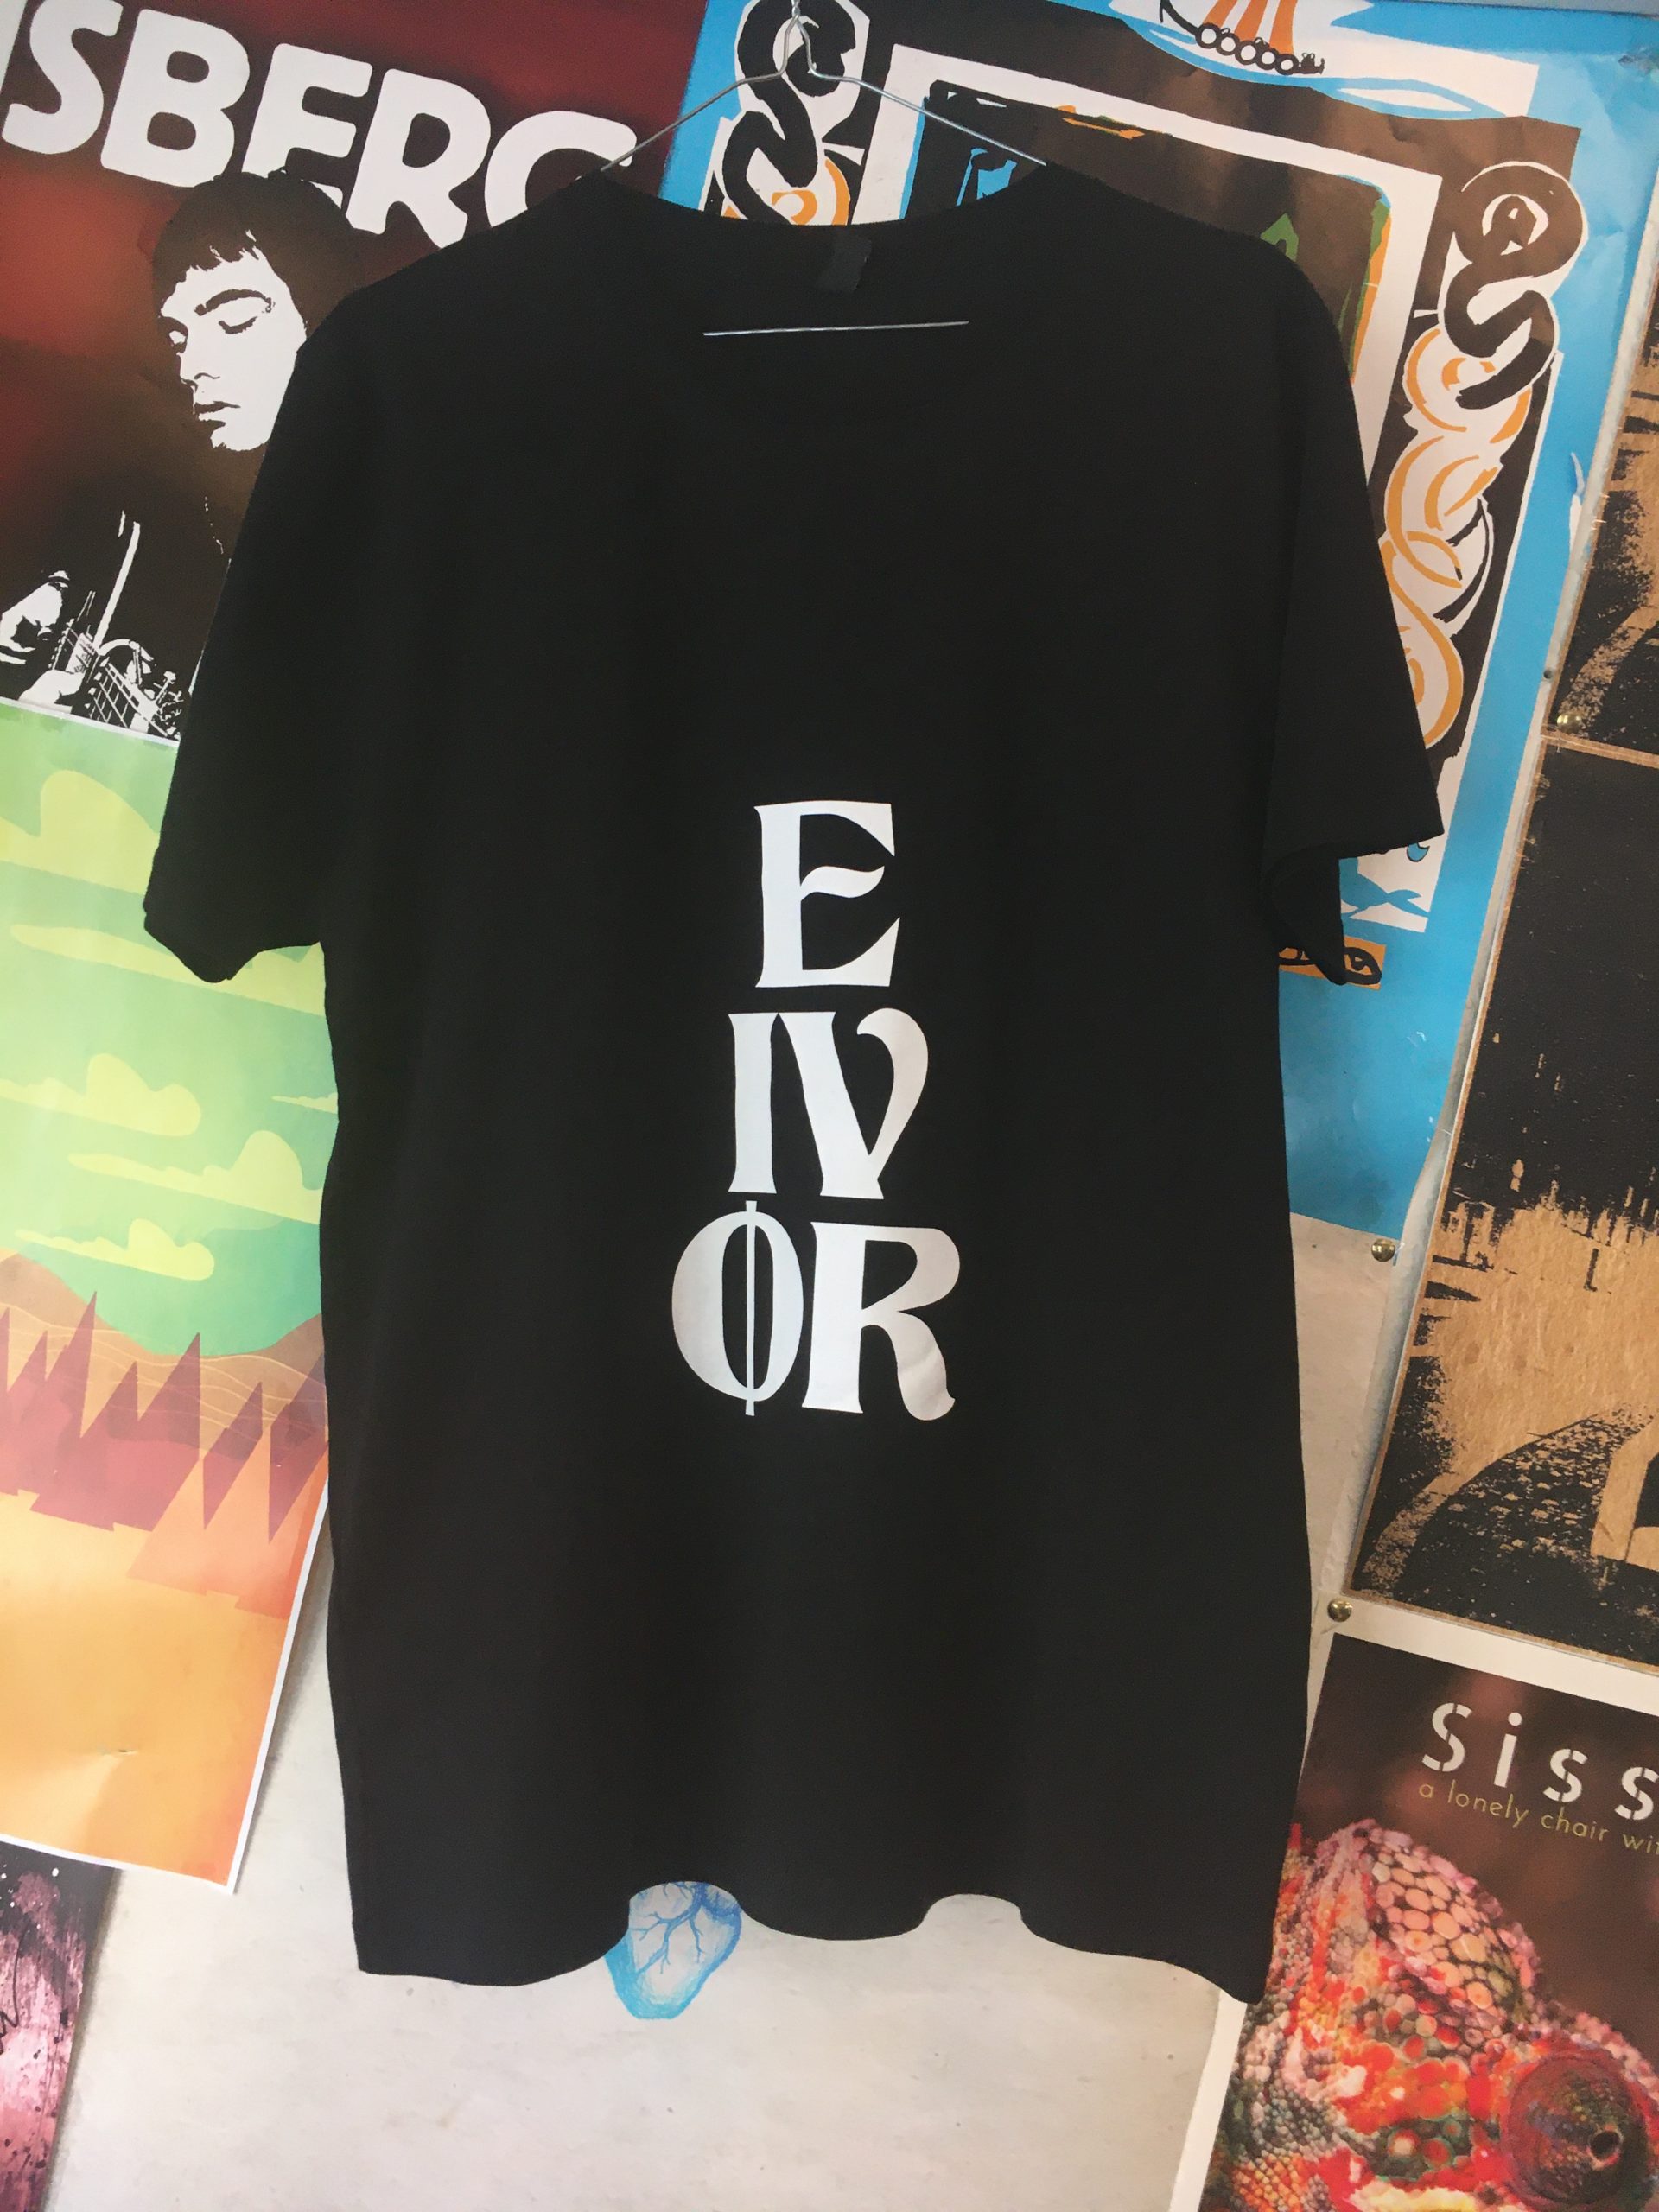 SBERG
E
IV
ØR
Siss
a lonely chair wit